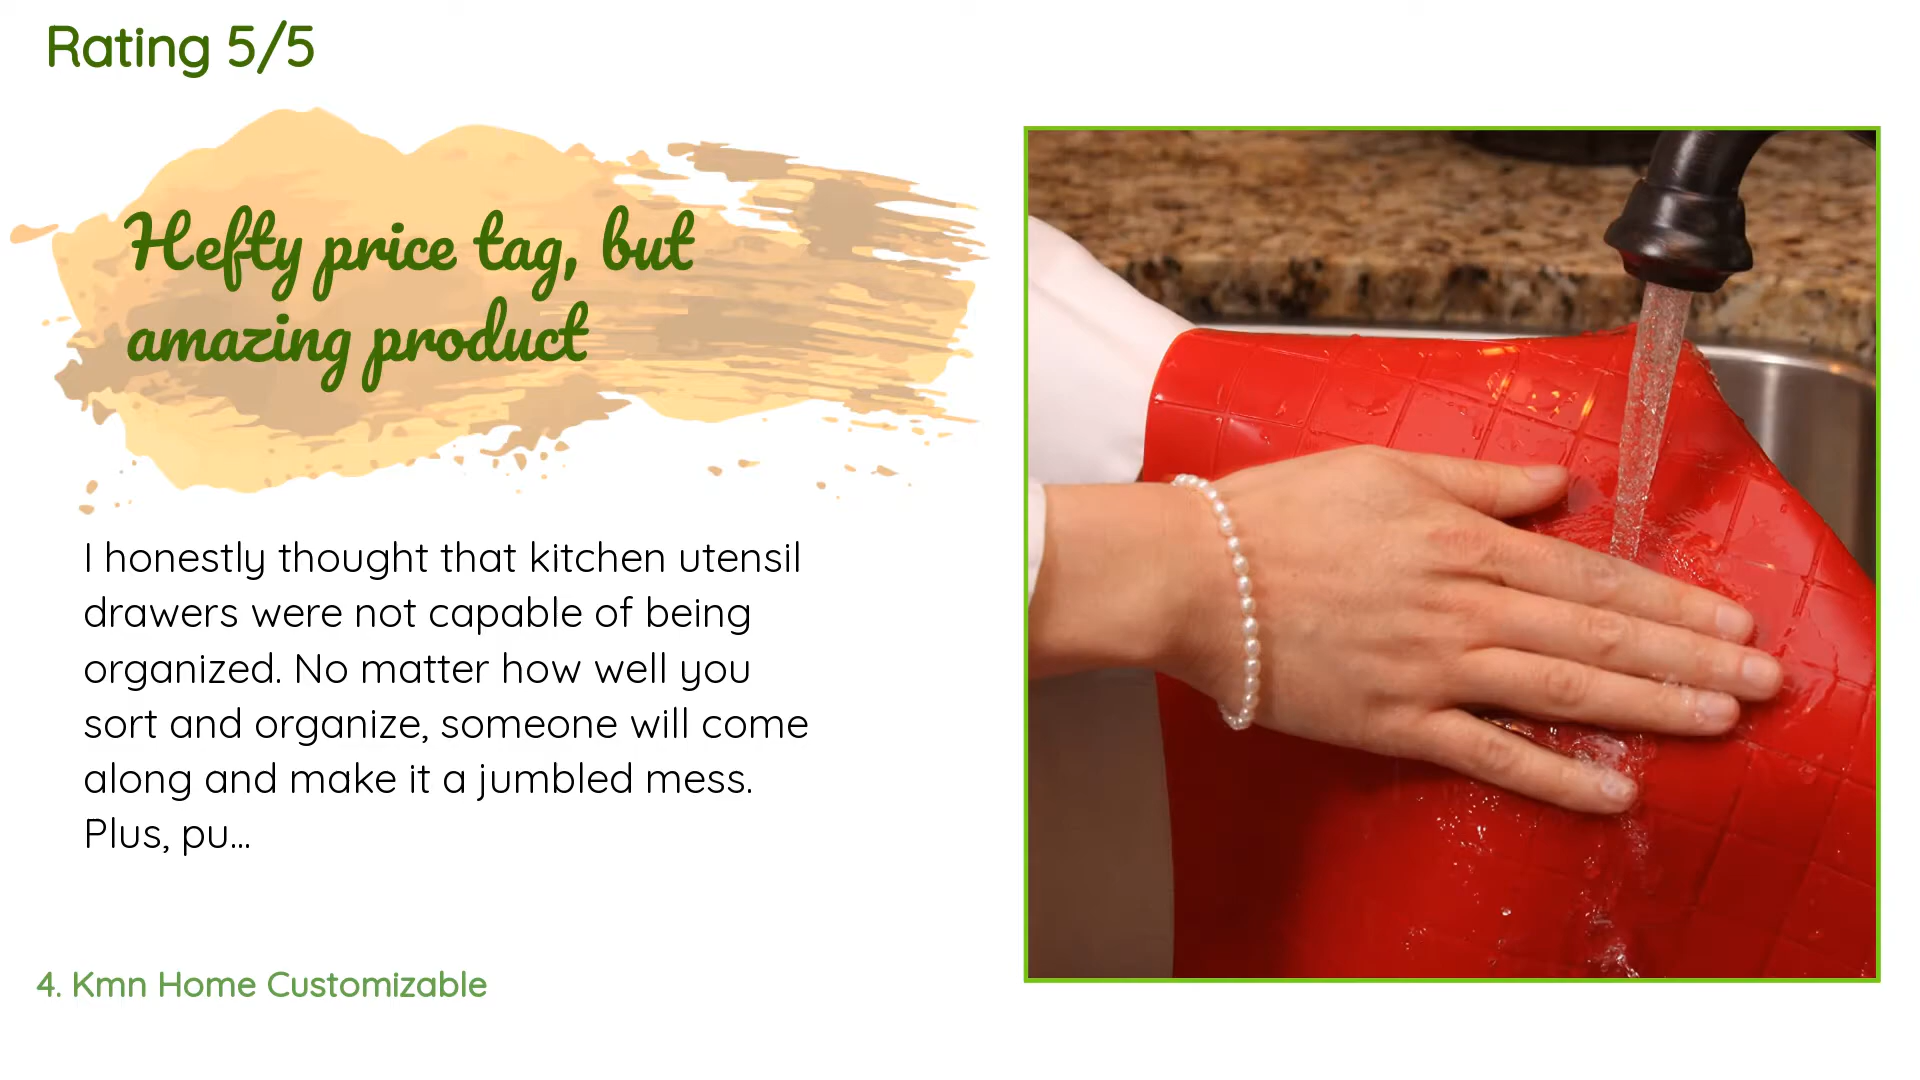 Rating 5/5
Hefty price tag, but
amazing product
I honestly thought that kitchen utensil
drawers were not capable of being
organized. No matter how well you
sort and organize, someone will come
along and make it a jumbled mess.
Plus, pu...
4. Kmn Home Customizable